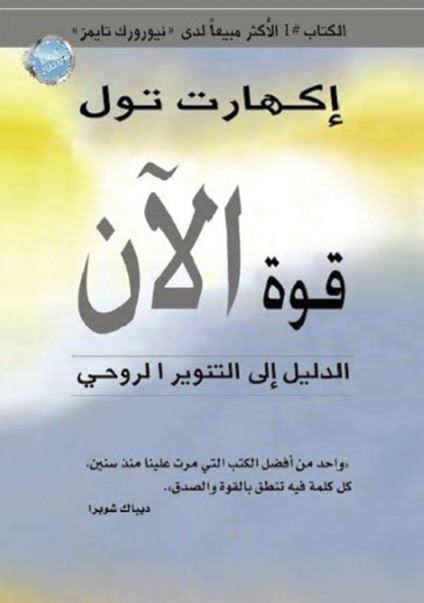 الكتاب #1 الأكثر مبيعاً لدى «نيورورك تايمز»
إكهارت تول
قوة الآن
الدليل إلى التنوير الروحي
«واحد من أفضل الكتب التي مرت علينا منذ سنين،
كل كلمة فيه تنطق بالقوة والصدق».
ديباك شوبرا